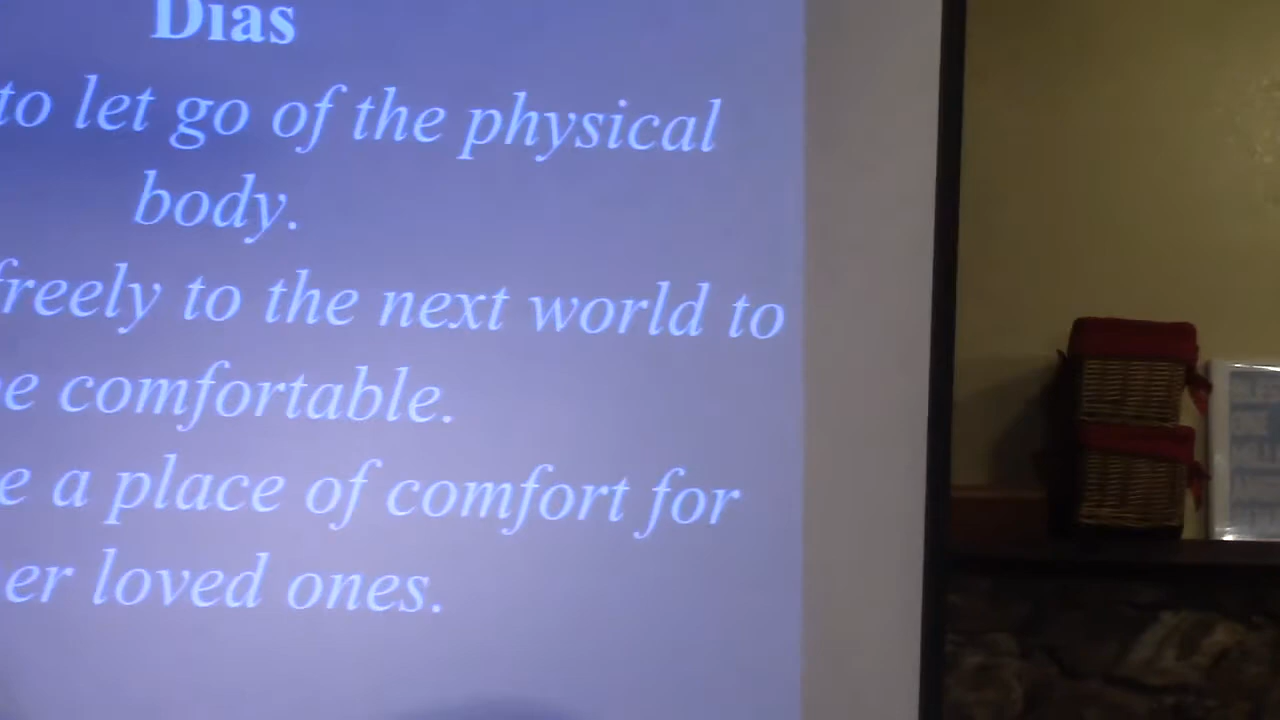 Dias
to let go of the physical
body.
freely to the next world to
comfortable.
a place of comfort for
er loved ones.